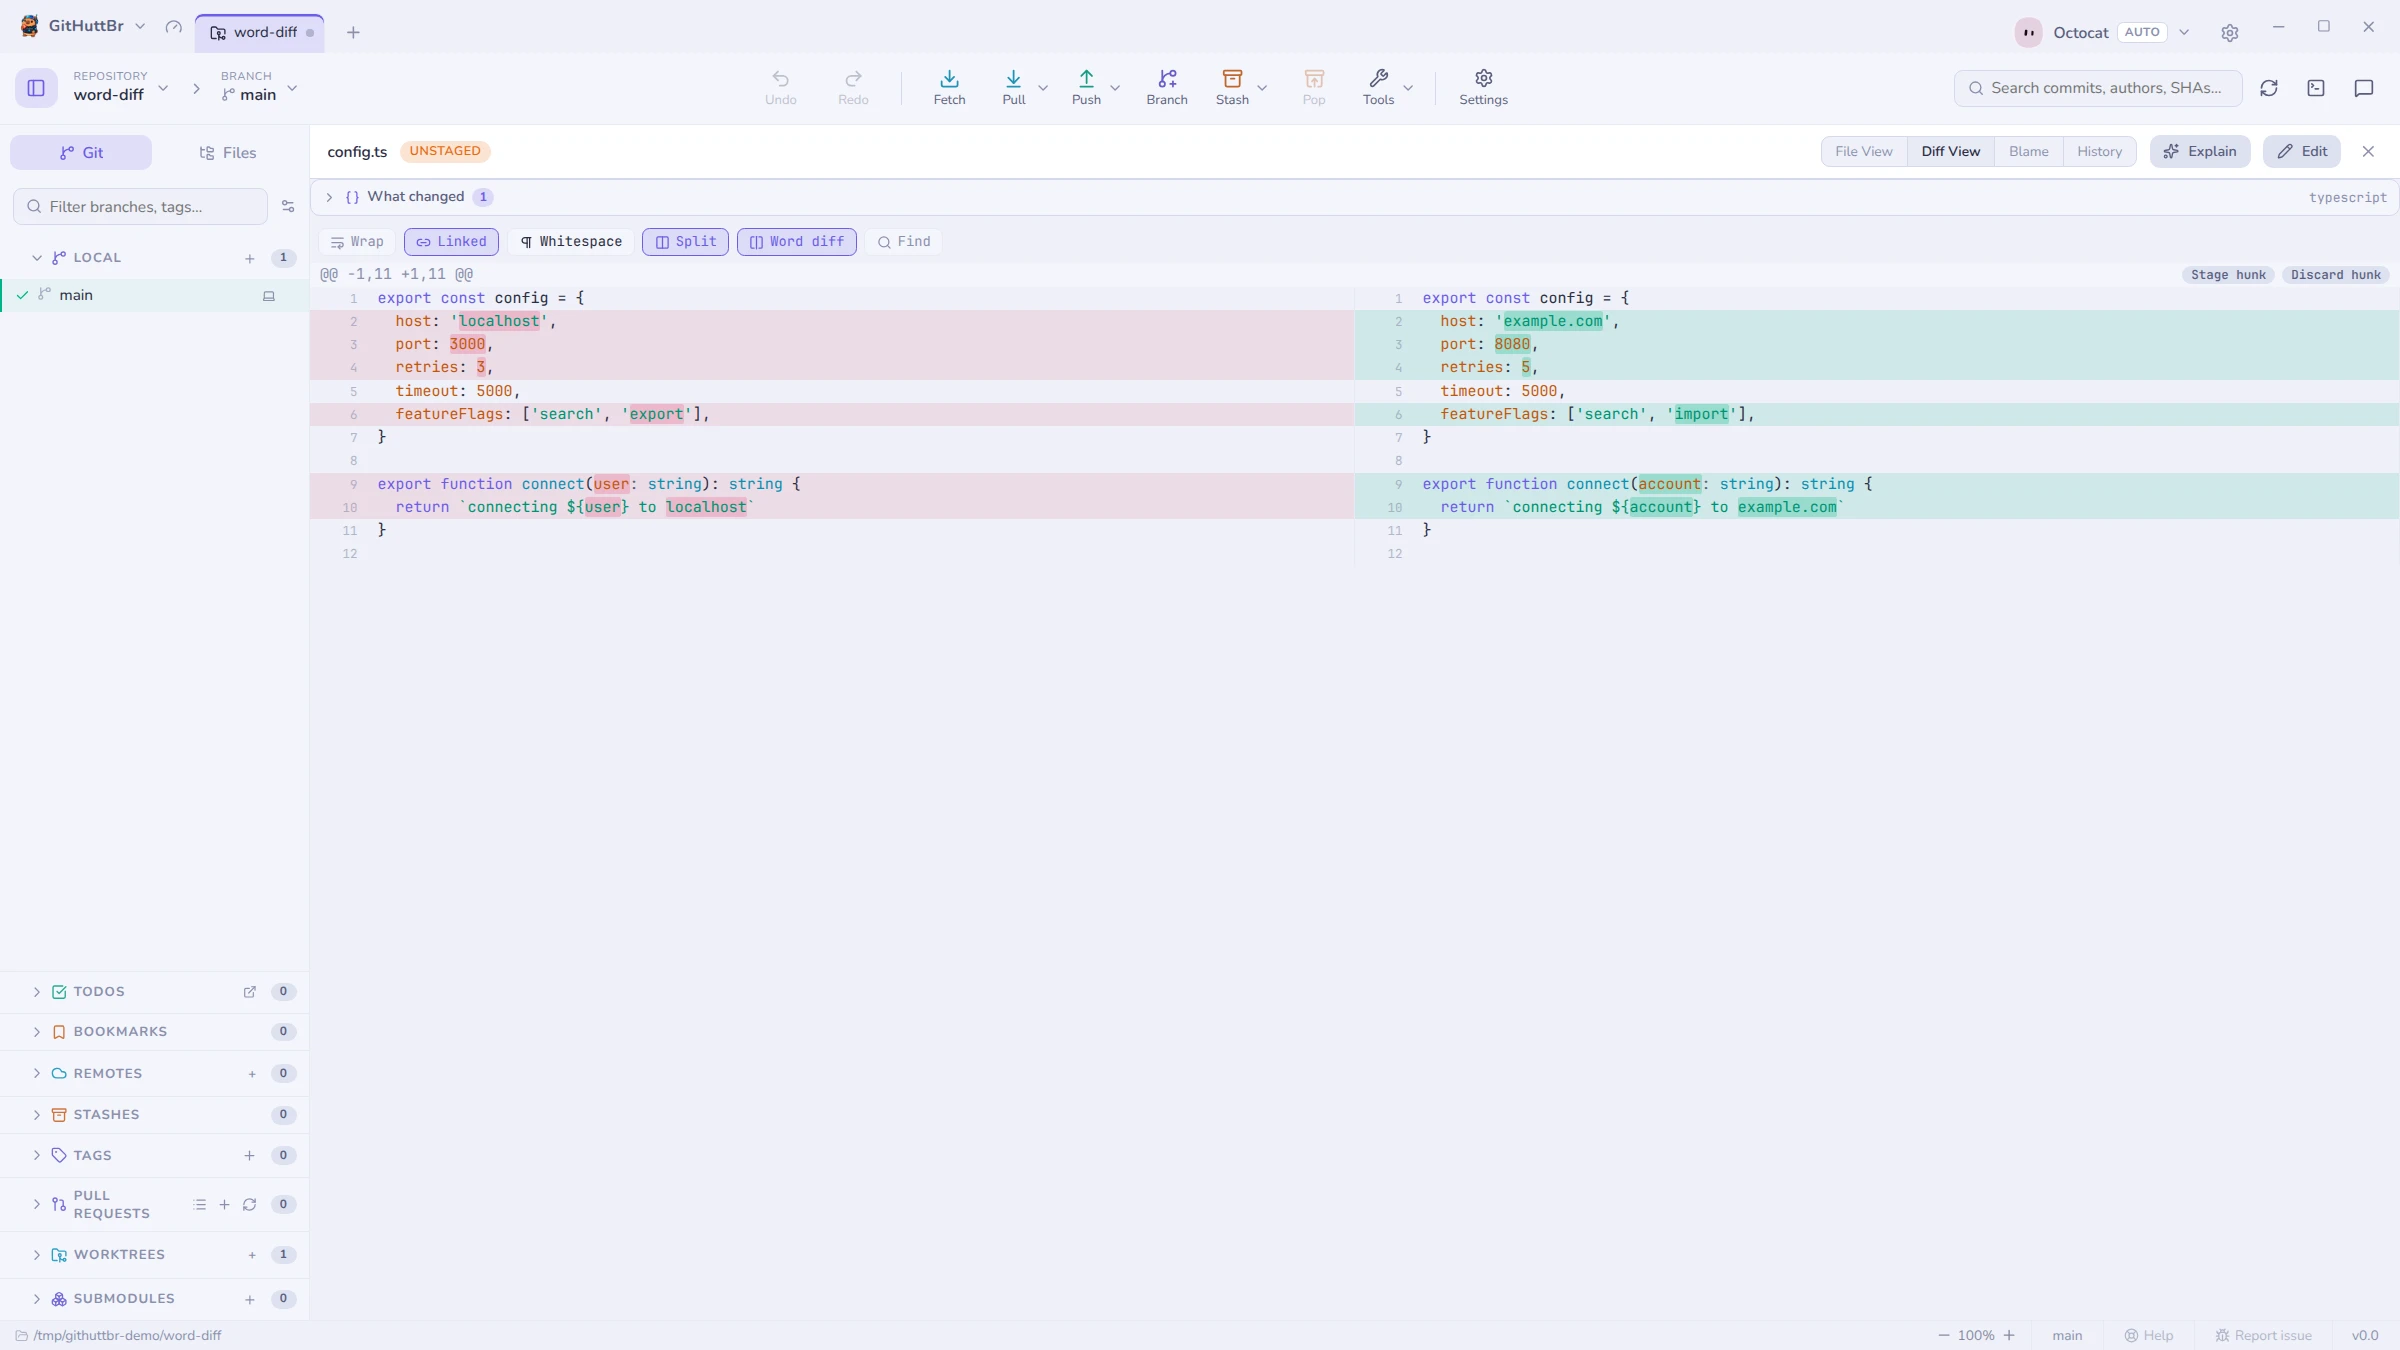 GitHuttBr
word-diff
Octocat AUTO
REPOSITORY
word-diff
BRANCH
main
Undo
Redo
Fetch
Pull
Push
Branch
Stash
Pop
Tools
Settings
Search commits, authors, SHAs...
Git
Files
config.ts UNSTAGED
File View
Diff View
Blame
History
Explain
Edit
Filter branches, tags...
{} What changed 1
typescript
Wrap
Linked
¶ Whitespace
Split
Word diff
Find
LOCAL 1
main
@@ -1,11 +1,11 @@
Stage hunk
Discard hunk
1 export const config = {
2 host: 'localhost',
3 port: 3000,
4 retries: 3,
5 timeout: 5000,
6 featureFlags: ['search', 'export'],
7 }
8
9 export function connect(user: string): string {
10 return `connecting ${user} to localhost`
11 }
12
1 export const config = {
2 host: 'example.com',
3 port: 8080,
4 retries: 5,
5 timeout: 5000,
6 featureFlags: ['search', 'import'],
7 }
8
9 export function connect(account: string): string {
10 return `connecting ${account} to example.com`
11 }
12
TODOS 0
BOOKMARKS 0
REMOTES + 0
STASHES 0
TAGS + 0
PULL
REQUESTS + 0
WORKTREES + 1
SUBMODULES + 0
/tmp/githuttbr-demo/word-diff
— 100% +
main
Help
Report issue
v0.0